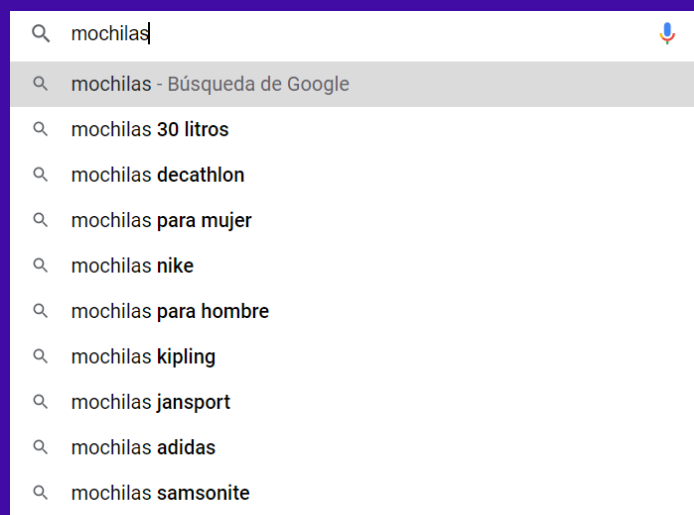 mochilas
mochilas - Búsqueda de Google
mochilas 30 litros
mochilas decathlon
mochilas para mujer
mochilas nike
mochilas para hombre
mochilas kipling
mochilas jansport
mochilas adidas
mochilas samsonite